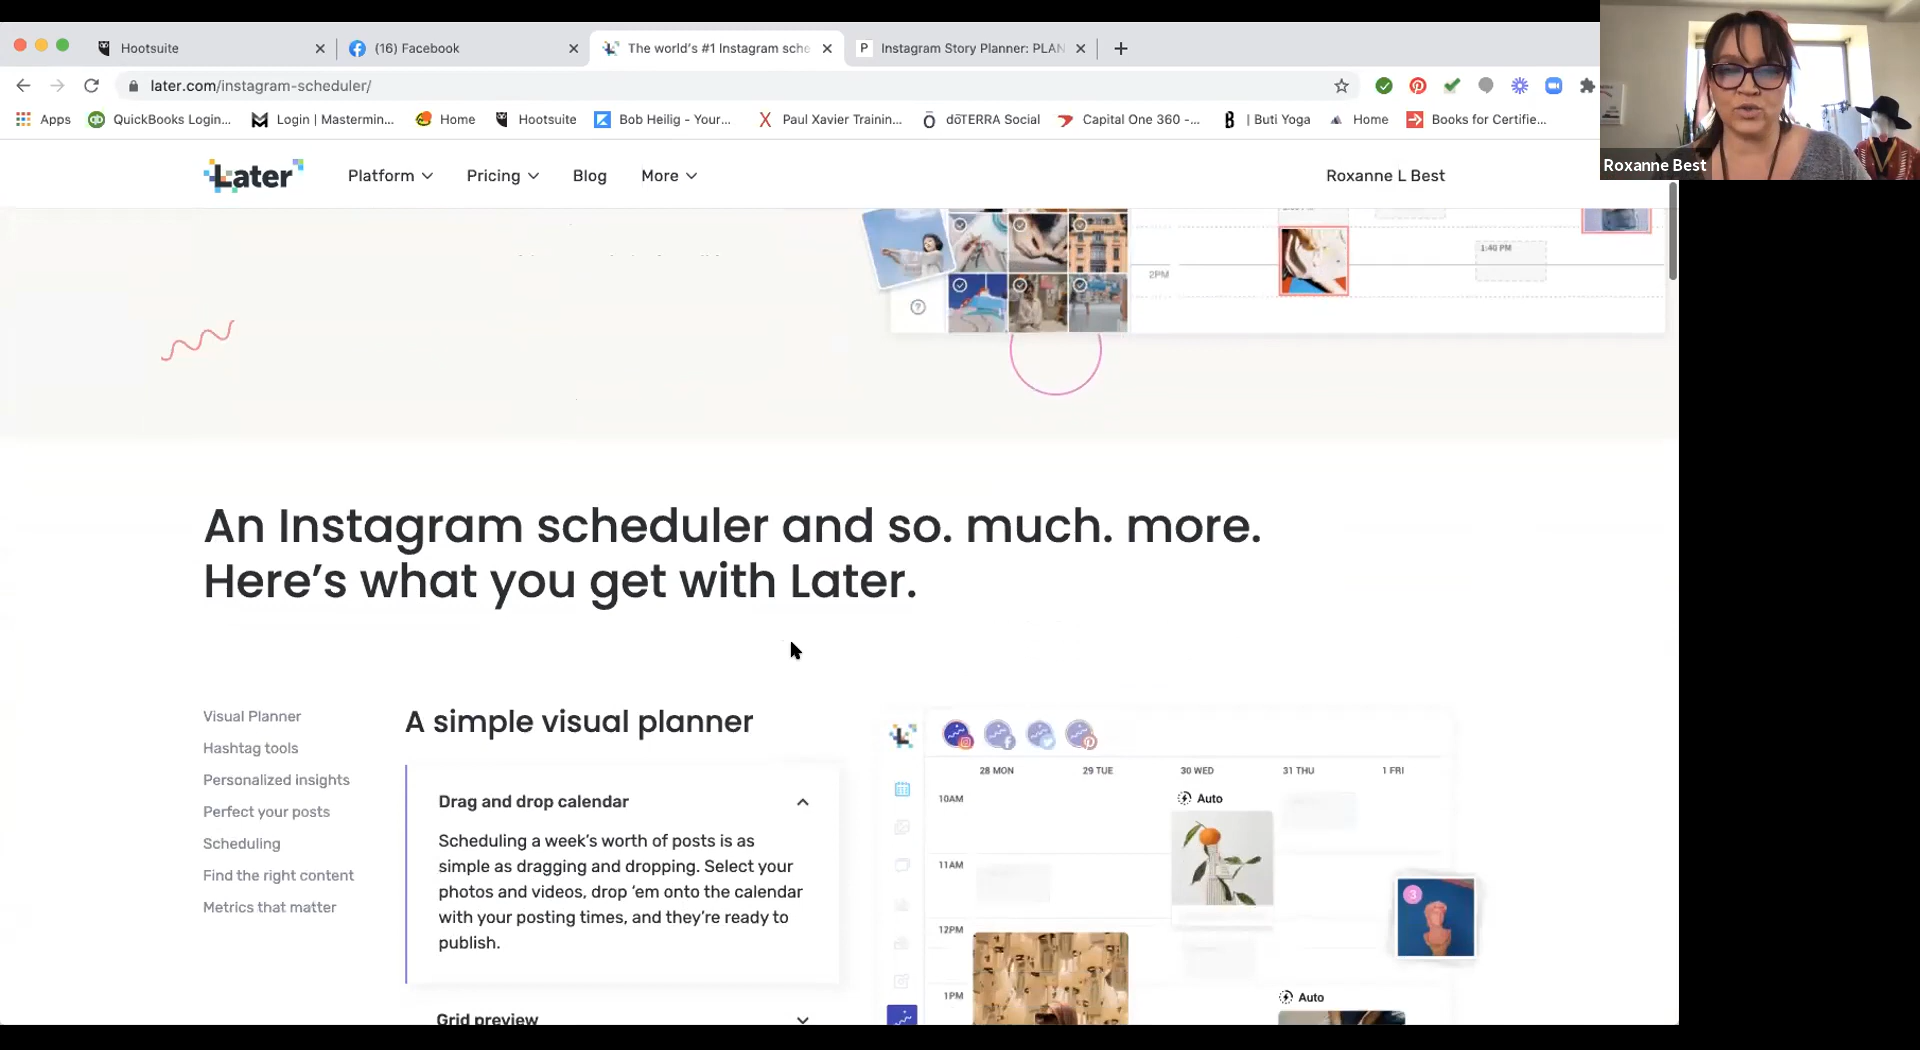 Hootsuite
(16) Facebook
The world's #1 Instagram sche
P Instagram Story Planner: PLAN
later.com/instagram-scheduler/
Apps
QuickBooks Login...
Login | Mastermin...
Home
Hootsuite
Bob Heilig - Your...
Paul Xavier Trainin...
dōTERRA Social
Capital One 360 -...
| Buti Yoga
Home
Books for Certifie...
Roxanne Best
Later
Platform
Pricing
Blog
More
Roxanne L Best
1:40 PM
2PM
An Instagram scheduler and so. much. more.
Here's what you get with Later.
Visual Planner
Hashtag tools
Personalized insights
Perfect your posts
Scheduling
Find the right content
Metrics that matter
A simple visual planner
Drag and drop calendar
Scheduling a week's worth of posts is as
simple as dragging and dropping. Select your
photos and videos, drop 'em onto the calendar
with your posting times, and they're ready to
publish.
Grid preview
28 MON
29 TUE
30 WED
31 THU
1 FRI
10AM
Auto
11AM
3
12PM
1PM
Auto